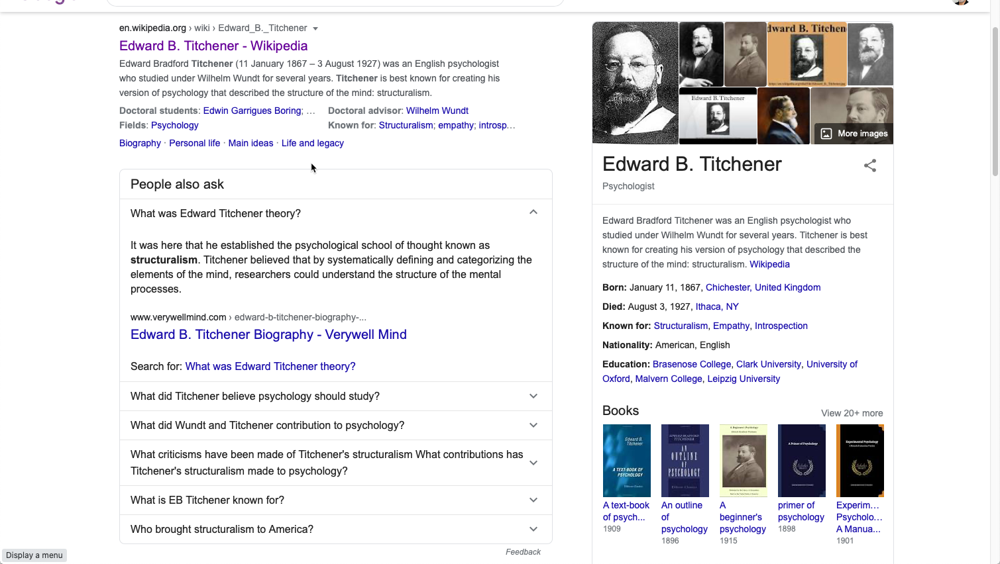 en.wikipedia.org › wiki › Edward_B._Titchener
Edward B. Titchener - Wikipedia
Edward Bradford Titchener (11 January 1867 – 3 August 1927) was an English psychologist
who studied under Wilhelm Wundt for several years. Titchener is best known for creating his
version of psychology that described the structure of the mind: structuralism.
Doctoral students: Edwin Garrigues Boring; ...
Doctoral advisor: Wilhelm Wundt
Fields: Psychology
Known for: Structuralism; empathy; introsp...
Biography · Personal life · Main ideas · Life and legacy
People also ask
What was Edward Titchener theory?
It was here that he established the psychological school of thought known as
structuralism. Titchener believed that by systematically defining and categorizing the
elements of the mind, researchers could understand the structure of the mental
processes.
www.verywellmind.com › edward-b-titchener-biography-...
Edward B. Titchener Biography - Verywell Mind
Search for: What was Edward Titchener theory?
What did Titchener believe psychology should study?
What did Wundt and Titchener contribution to psychology?
What criticisms have been made of Titchener's structuralism What contributions has
Titchener's structuralism made to psychology?
What is EB Titchener known for?
Who brought structuralism to America?
Feedback
Display a menu
dward B. Titchen
Edward B. Titchener
More images
Edward B. Titchener
Psychologist
Edward Bradford Titchener was an English psychologist who
studied under Wilhelm Wundt for several years. Titchener is best
known for creating his version of psychology that described the
structure of the mind: structuralism. Wikipedia
Born: January 11, 1867, Chichester, United Kingdom
Died: August 3, 1927, Ithaca, NY
Known for: Structuralism, Empathy, Introspection
Nationality: American, English
Education: Brasenose College, Clark University, University of
Oxford, Malvern College, Leipzig University
Books
View 20+ more
Edward B.
Titchener
A TEXT-BOOK OF
PSYCHOLOGY
EDWARD BRADFORD
TITCHENER
AN
OUTLINE
OF
PSYCHOLOGY
A Beginner's Psychology
A Primer of Psychology
Experimental Psychology
A text-book
of psych...
1909
An outline
of
psychology
1896
A
beginner's
psychology
1915
primer of
psychology
1898
Experim...
Psycholo...
A Manua...
1901